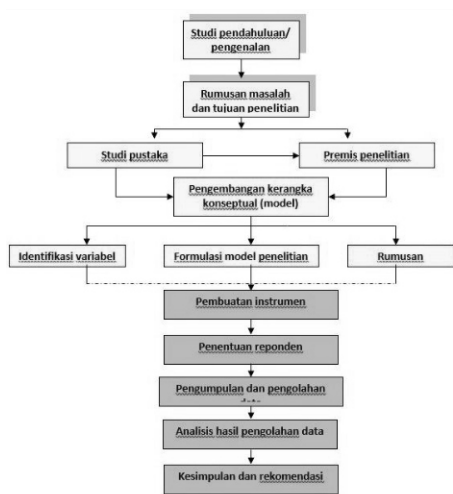 Studi pendahuluan/
pengenalan
Rumusan masalah
dan tujuan penelitian
Studi pustaka
Premis penelitian
Pengembangan kerangka
konseptual (model)
Identifikasi variabel
Formulasi model penelitian
Rumusan
Pembuatan instrumen
Penentuan reponden
Pengumpulan dan pengolahan
Analisis hasil pengolahan data
Kesimpulan dan rekomendasi